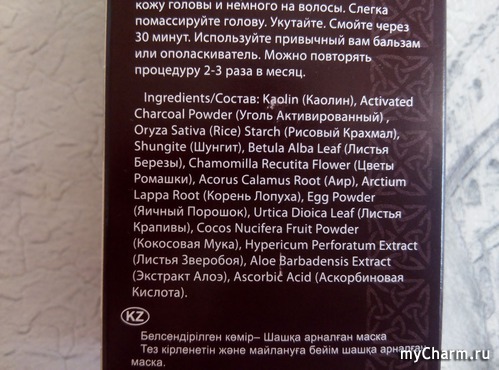 кожу головы и немного на волосы. Слегка
помассируйте голову. Укутайте. Смойте через
30 минут. Используйте привычный вам бальзам
или ополаскиватель. Можно повторять
процедуру 2-3 раза в месяц.
Ingredients/Состав: Kaolin (Каолин), Activated
Charcoal Powder (Уголь Активированный) ,
Oryza Sativa (Rice) Starch (Рисовый Крахмал),
Shungite (Шунгит), Betula Alba Leaf (Листья
Березы), Chamomilla Recutita Flower (Цветы
Ромашки), Acorus Calamus Root (Аир), Arctium
Lappa Root (Корень Лопуха), Egg Powder
(Яичный Порошок), Urtica Dioica Leaf (Листья
Крапивы), Cocos Nucifera Fruit Powder
(Кокосовая Мука), Hypericum Perforatum Extract
(Листья Зверобоя), Aloe Barbadensis Extract
(Экстракт Алоэ), Ascorbic Acid (Аскорбиновая
Кислота).
KZ
Белсендірілген көмір– Шашқа арналған маска
Тез кірленетін және майлануға бейім шашқа арналған
маска.
myCharm.ru